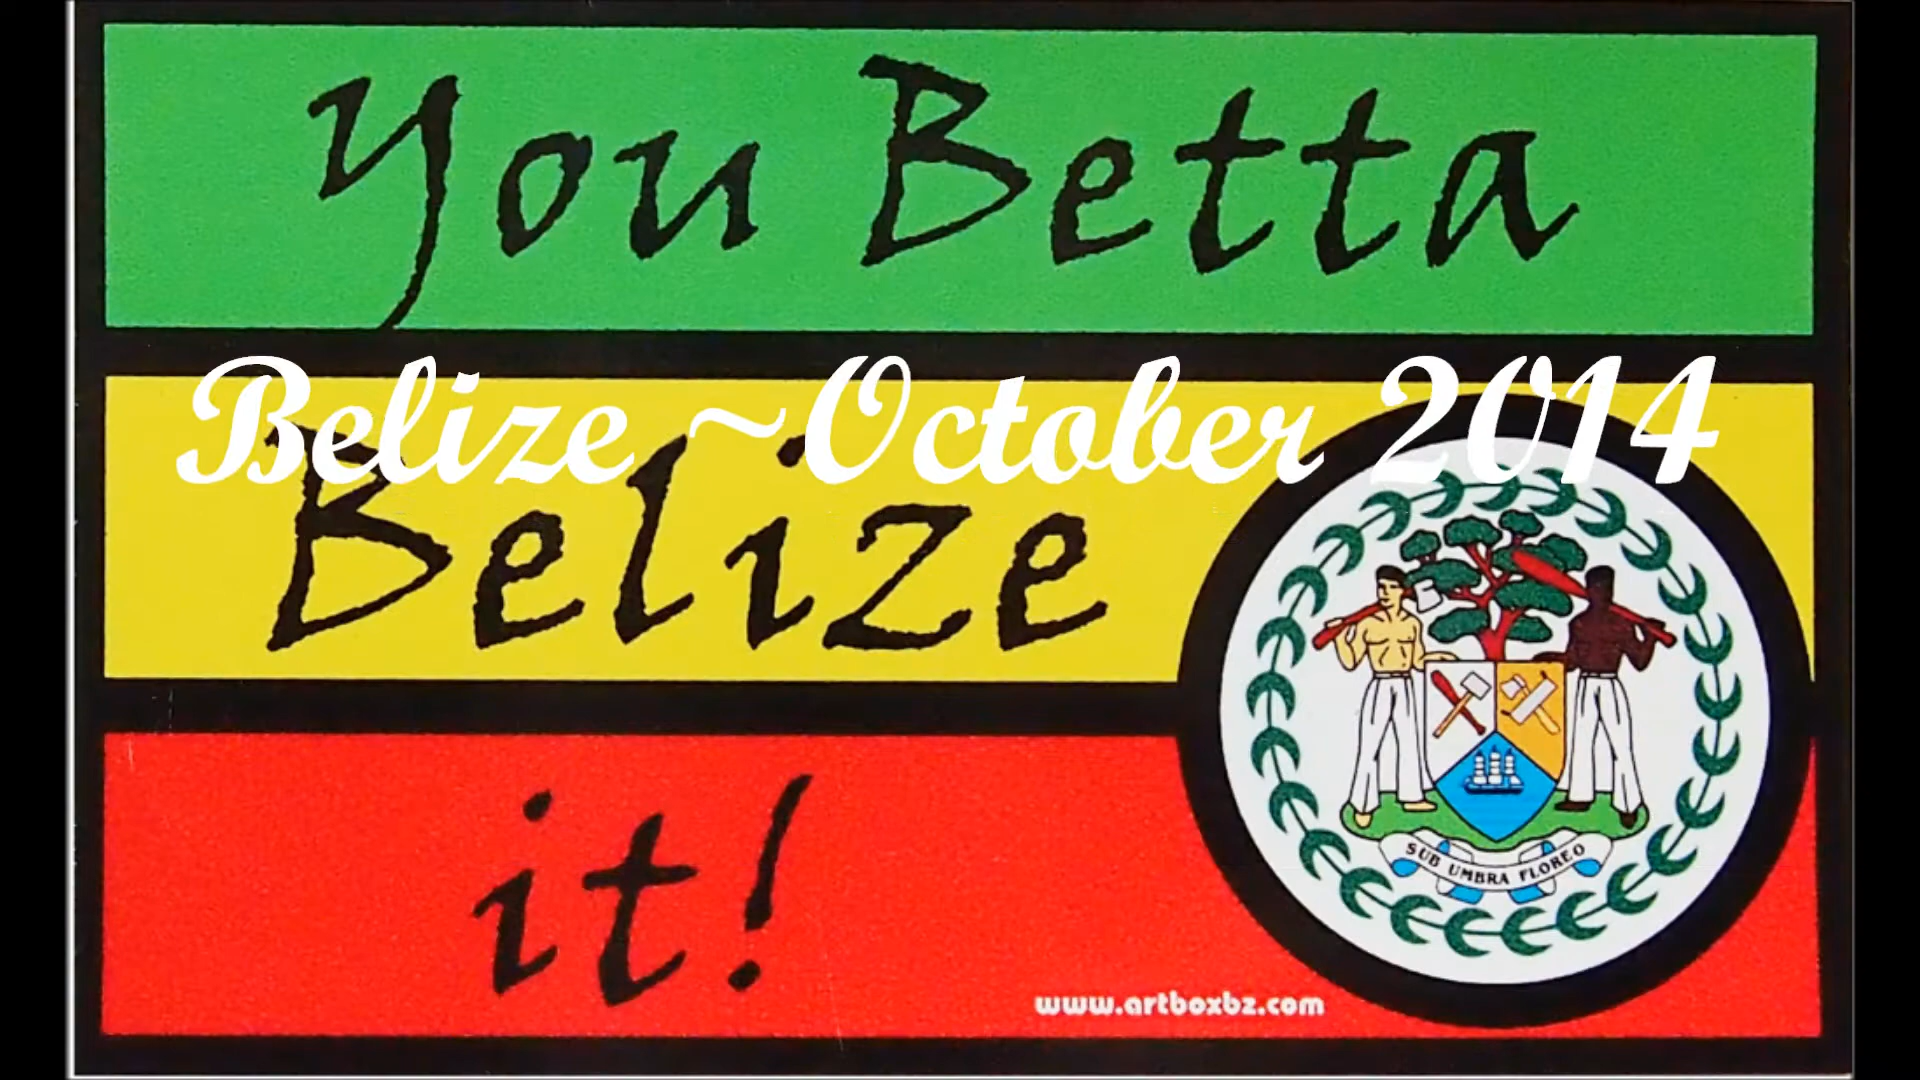 You Betta
Belize ~October 2014
Belize
it!
SUB UMBRA FLOREO
www.artboxbz.com